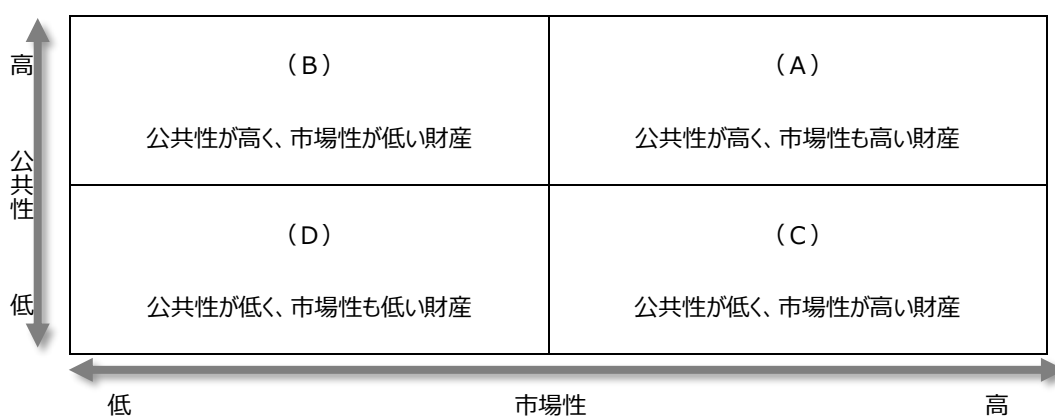 高
公共性
低
（B）
公共性が高く、市場性が低い財産
（A）
公共性が高く、市場性も高い財産
（D）
公共性が低く、市場性も低い財産
（C）
公共性が低く、市場性が高い財産
低
市場性
高